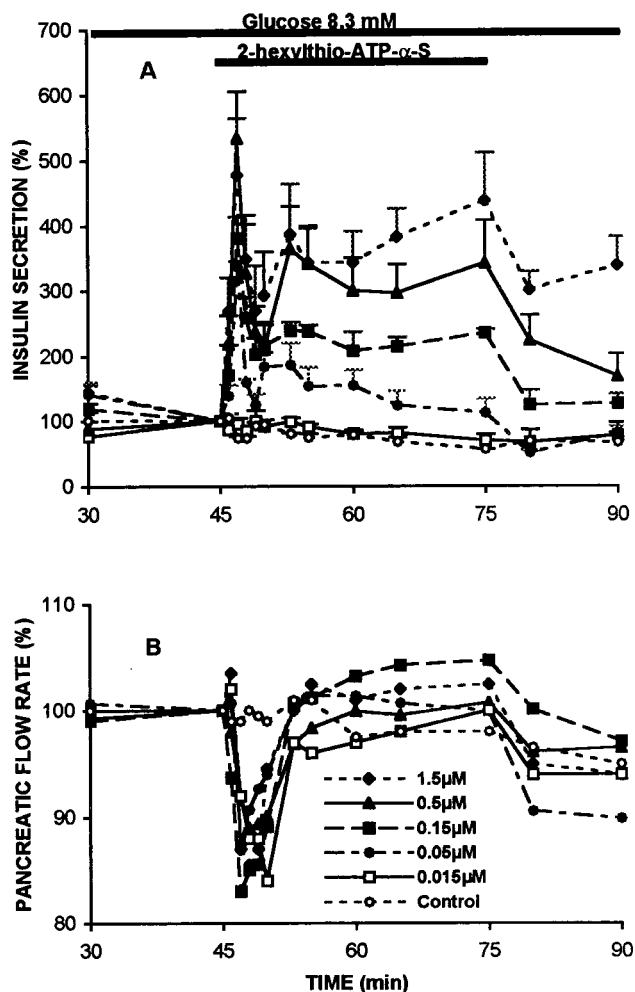 Glucose 8,3 mM
700
2-hexylthio-ATP-α-S
A
600
500
400
300
200
100
0
INSULIN SECRETION (%)
30
45
60
75
90
110
B
100
90
80
PANCREATIC FLOW RATE (%)
1.5µM
0.5µM
0.15µM
0.05µM
0.015µM
Control
30
45
60
75
90
TIME (min)